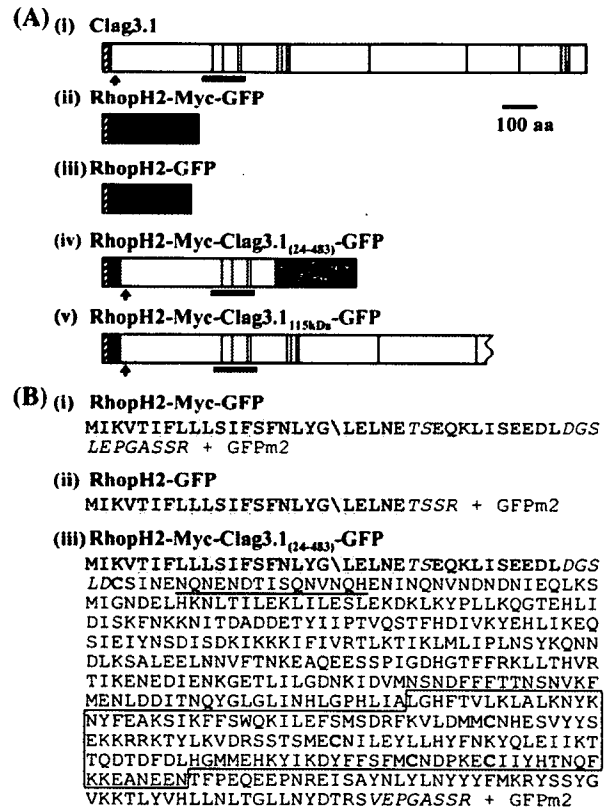 (A) (i) Clag3.1
(ii) RhopH2-Myc-GFP
100 aa
(iii) RhopH2-GFP
(iv) RhopH2-Myc-Clag3.1(24-483)-GFP
(v) RhopH2-Myc-Clag3.1115kDa-GFP
(B) (i) RhopH2-Myc-GFP
MIKVTIFLLLSIFSFNLYG\LELNETSEQKLISEEDLDGS
LEPGASSR + GFPm2
(ii) RhopH2-GFP
MIKVTIFLLLSIFSFNLYG\LELNETSSR + GFPm2
(iii) RhopH2-Myc-Clag3.1(24-483)-GFP
MIKVTIFLLLSIFSFNLYG\LELNETSEQKLISEEDLDGS
LDCSINENQNENDTISQNVNQHENINQNVNDNDNIEQLKS
MIGNDELHKNLTILEKLILESLEKDKLKYPLLKQGTEHLI
DISKFNKKNITDADDETYIIPTVQSTFHDIVKYEHLIKEQ
SIEIYNSDISDKIKKKIFIVRTLKTIKLMLIPLNSYKQNN
DLKSALEELNNVFTNKEAQEESSPIGDHGTFFRKLLTHVR
TIKENEDIENKGETLILGDNKIDVMNSNDFFFTTNSNVKF
MENLDDITNQYGLGLINHLGPHLIALGHFTVLKLALKNYK
NYFEAKSIKFFSWQKILEFSMSDRFKVLDMMCNHESVYYS
EKKRRKTYLKVDRSSTSMECNILEYLLHYFNKYQLEIIKT
TQDTDFDLHGMMEHKYIKDYFFSFMCNDPKECIIYHTNQF
KKEANEENTFPEQEEPNREISAYNLYLNYYYFMKRYSSYG
VKKTLYVHLLNLTGLLNYDTRSVEPGASSR + GFPm2